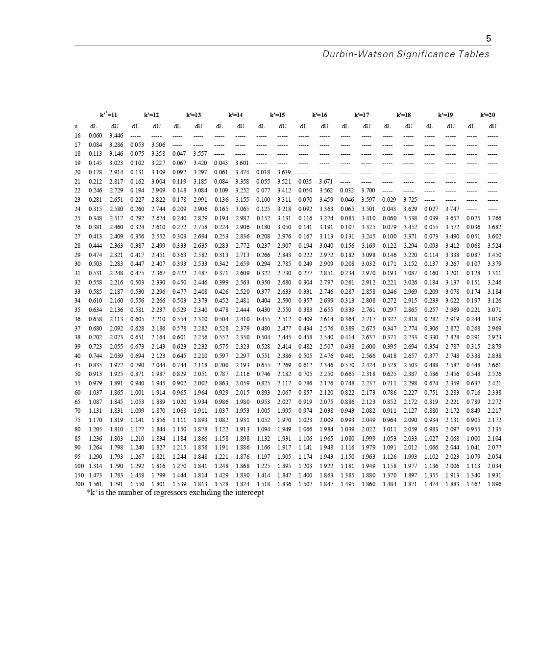 5
Durbin-Watson Significance Tables
k'*=11 k'=12 k'=13 k'=14 k'=15 k'=16 k'=17 k'=18 k'=19 k'=20
n dL dU dL dU dL dU dL dU dL dU dL dU dL dU dL dU dL dU dL dU
16 0.060 3.446 ----- ----- ----- ----- ----- ----- ----- ----- ----- ----- ----- ----- ----- ----- ----- ----- ----- -----
17 0.084 3.286 0.053 3.506 ----- ----- ----- ----- ----- ----- ----- ----- ----- ----- ----- ----- ----- ----- ----- -----
18 0.113 3.146 0.075 3.358 0.047 3.557 ----- ----- ----- ----- ----- ----- ----- ----- ----- ----- ----- ----- ----- -----
19 0.145 3.023 0.102 3.227 0.067 3.420 0.043 3.601 ----- ----- ----- ----- ----- ----- ----- ----- ----- ----- ----- -----
20 0.178 2.914 0.131 3.109 0.092 3.297 0.061 3.474 0.038 3.639 ----- ----- ----- ----- ----- ----- ----- ----- ----- -----
21 0.212 2.817 0.162 3.004 0.119 3.185 0.084 3.358 0.055 3.521 0.035 3.671 ----- ----- ----- ----- ----- ----- ----- -----
22 0.246 2.729 0.194 2.909 0.148 3.084 0.109 3.252 0.077 3.412 0.050 3.562 0.032 3.700 ----- ----- ----- ----- ----- -----
23 0.281 2.651 0.227 2.822 0.178 2.991 0.136 3.155 0.100 3.311 0.070 3.459 0.046 3.597 0.029 3.725 ----- ----- ----- -----
24 0.315 2.580 0.260 2.744 0.209 2.906 0.165 3.065 0.125 3.218 0.092 3.363 0.065 3.501 0.043 3.629 0.027 3.747 ----- -----
25 0.348 2.517 0.292 2.674 0.240 2.829 0.194 2.982 0.152 3.131 0.116 3.274 0.085 3.410 0.060 3.538 0.039 3.657 0.025 3.766
26 0.381 2.460 0.324 2.610 0.272 2.758 0.224 2.906 0.180 3.050 0.141 3.191 0.107 3.325 0.079 3.452 0.055 3.572 0.036 3.682
27 0.413 2.409 0.356 2.552 0.303 2.694 0.253 2.836 0.208 2.976 0.167 3.113 0.131 3.245 0.100 3.371 0.073 3.490 0.051 3.602
28 0.444 2.363 0.387 2.499 0.333 2.635 0.283 2.772 0.237 2.907 0.194 3.040 0.156 3.169 0.122 3.294 0.093 3.412 0.068 3.524
29 0.474 2.321 0.417 2.451 0.363 2.582 0.313 2.713 0.266 2.843 0.222 2.972 0.182 3.098 0.146 3.220 0.114 3.338 0.087 3.450
30 0.503 2.283 0.447 2.407 0.393 2.533 0.342 2.659 0.294 2.785 0.249 2.909 0.208 3.032 0.171 3.152 0.137 3.267 0.107 3.379
31 0.531 2.248 0.475 2.367 0.422 2.487 0.371 2.609 0.322 2.730 0.277 2.851 0.234 2.970 0.193 3.087 0.160 3.201 0.128 3.311
32 0.558 2.216 0.503 2.330 0.450 2.446 0.399 2.563 0.350 2.680 0.304 2.797 0.261 2.912 0.221 3.026 0.184 3.137 0.151 3.246
33 0.585 2.187 0.530 2.296 0.477 2.408 0.426 2.520 0.377 2.633 0.331 2.746 0.287 2.858 0.246 2.969 0.209 3.078 0.174 3.184
34 0.610 2.160 0.556 2.266 0.503 2.373 0.452 2.481 0.404 2.590 0.357 2.699 0.313 2.808 0.272 2.915 0.233 3.022 0.197 3.126
35 0.634 2.136 0.581 2.237 0.529 2.340 0.478 2.444 0.430 2.550 0.383 2.655 0.339 2.761 0.297 2.865 0.257 2.969 0.221 3.071
36 0.658 2.113 0.605 2.210 0.554 2.310 0.504 2.410 0.455 2.512 0.409 2.614 0.364 2.717 0.322 2.818 0.282 2.919 0.244 3.019
37 0.680 2.092 0.628 2.186 0.578 2.282 0.528 2.379 0.480 2.477 0.434 2.576 0.389 2.675 0.347 2.774 0.306 2.872 0.268 2.969
38 0.702 2.073 0.651 2.164 0.601 2.256 0.552 2.350 0.504 2.445 0.458 2.540 0.414 2.637 0.371 2.733 0.330 2.828 0.291 2.923
39 0.723 2.055 0.673 2.143 0.623 2.232 0.575 2.323 0.528 2.414 0.482 2.507 0.438 2.600 0.395 2.694 0.354 2.787 0.315 2.879
40 0.744 2.039 0.694 2.123 0.645 2.210 0.597 2.297 0.551 2.386 0.505 2.476 0.461 2.566 0.418 2.657 0.377 2.748 0.338 2.838
45 0.835 1.972 0.790 2.044 0.744 2.118 0.700 2.193 0.655 2.269 0.612 2.346 0.570 2.424 0.528 2.503 0.488 2.582 0.448 2.661
50 0.913 1.925 0.871 1.987 0.829 2.051 0.787 2.116 0.746 2.182 0.705 2.250 0.665 2.318 0.625 2.387 0.586 2.456 0.548 2.526
55 0.979 1.891 0.940 1.945 0.902 2.002 0.863 2.059 0.825 2.117 0.786 2.176 0.748 2.237 0.711 2.298 0.674 2.359 0.637 2.421
60 1.037 1.865 1.001 1.914 0.965 1.964 0.929 2.015 0.893 2.067 0.857 2.120 0.822 2.173 0.786 2.227 0.751 2.283 0.716 2.338
65 1.087 1.845 1.053 1.889 1.020 1.934 0.986 1.980 0.953 2.027 0.919 2.075 0.886 2.123 0.852 2.172 0.819 2.221 0.789 2.272
70 1.131 1.831 1.099 1.870 1.068 1.911 1.037 1.953 1.005 1.995 0.974 2.038 0.943 2.082 0.911 2.127 0.880 2.172 0.849 2.217
75 1.170 1.819 1.141 1.856 1.111 1.893 1.082 1.931 1.052 1.970 1.023 2.009 0.993 2.049 0.964 2.090 0.934 2.131 0.905 2.172
80 1.205 1.810 1.177 1.844 1.150 1.878 1.122 1.913 1.094 1.949 1.066 1.984 1.039 2.022 1.011 2.059 0.983 2.097 0.955 2.135
85 1.236 1.803 1.210 1.834 1.184 1.866 1.158 1.898 1.132 1.931 1.106 1.965 1.080 1.999 1.053 2.033 1.027 2.068 1.000 2.104
90 1.264 1.798 1.240 1.827 1.215 1.856 1.191 1.886 1.166 1.917 1.141 1.948 1.116 1.979 1.091 2.012 1.066 2.044 1.041 2.077
95 1.290 1.793 1.267 1.821 1.244 1.848 1.221 1.876 1.197 1.905 1.174 1.943 1.150 1.963 1.126 1.993 1.102 2.023 1.079 2.054
100 1.314 1.790 1.292 1.816 1.270 1.841 1.248 1.868 1.225 1.895 1.203 1.922 1.181 1.949 1.158 1.977 1.136 2.006 1.113 2.034
150 1.473 1.783 1.458 1.799 1.444 1.814 1.429 1.830 1.414 1.847 1.400 1.863 1.385 1.880 1.370 1.897 1.355 1.913 1.340 1.931
200 1.561 1.791 1.550 1.801 1.539 1.813 1.528 1.824 1.518 1.836 1.507 1.847 1.495 1.860 1.484 1.871 1.474 1.883 1.462 1.896
*k' is the number of regressors excluding the intercept